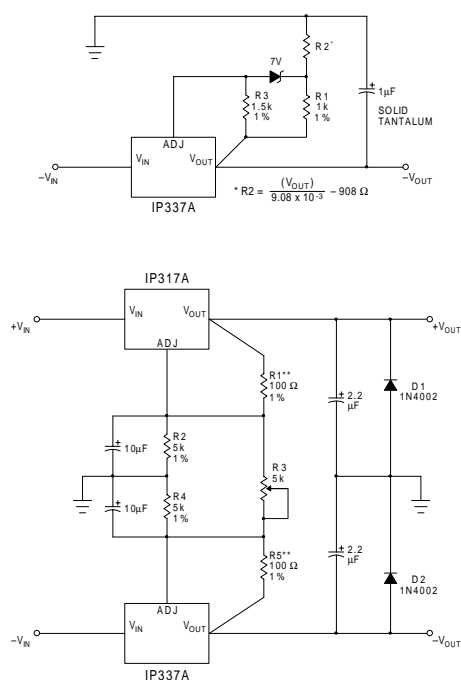 R2*
7V
R3
1.5k
1%
R1
1k
1%
+
1µF
SOLID
TANTALUM
ADJ
–VIN
VIN
VOUT
–VOUT
IP337A
* R2 = (VOUT) / 9.08 x 10-3 – 908 Ω
IP317A
+VIN
VIN
VOUT
+VOUT
ADJ
R1**
100 Ω
1%
+
2.2
µF
D1
1N4002
+
10µF
R2
5k
1%
R3
5k
+
10µF
R4
5k
1%
R5**
100 Ω
1%
+
2.2
µF
D2
1N4002
ADJ
–VIN
VIN
VOUT
–VOUT
IP337A